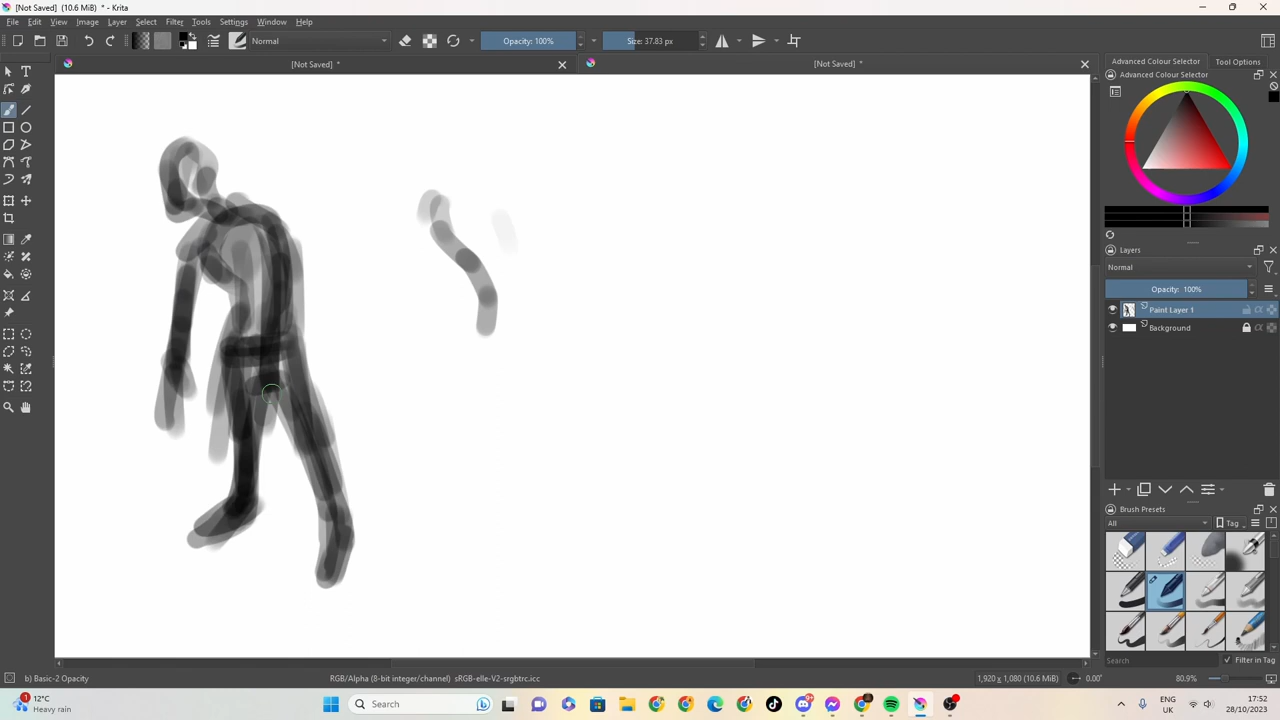 [Not Saved] (10.6 MiB) * - Krita
File Edit View Image Layer Select Filter Tools Settings Window Help
Normal Opacity: 100% Size: 37.83 px
[Not Saved] * [Not Saved] * Advanced Colour Selector Tool Options
Advanced Colour Selector
Layers
Normal
Opacity: 100%
Paint Layer 1
Background
Brush Presets
All Tag
Search Filter in Tag
b) Basic-2 Opacity RGB/Alpha (8-bit integer/channel) sRGB-elle-V2-srgbtrc.icc 1,920 x 1,080 (10.6 MiB) 0.00° 80.9%
1 12°C
Heavy rain
Search
9+
ENG
UK
17:52
28/10/2023